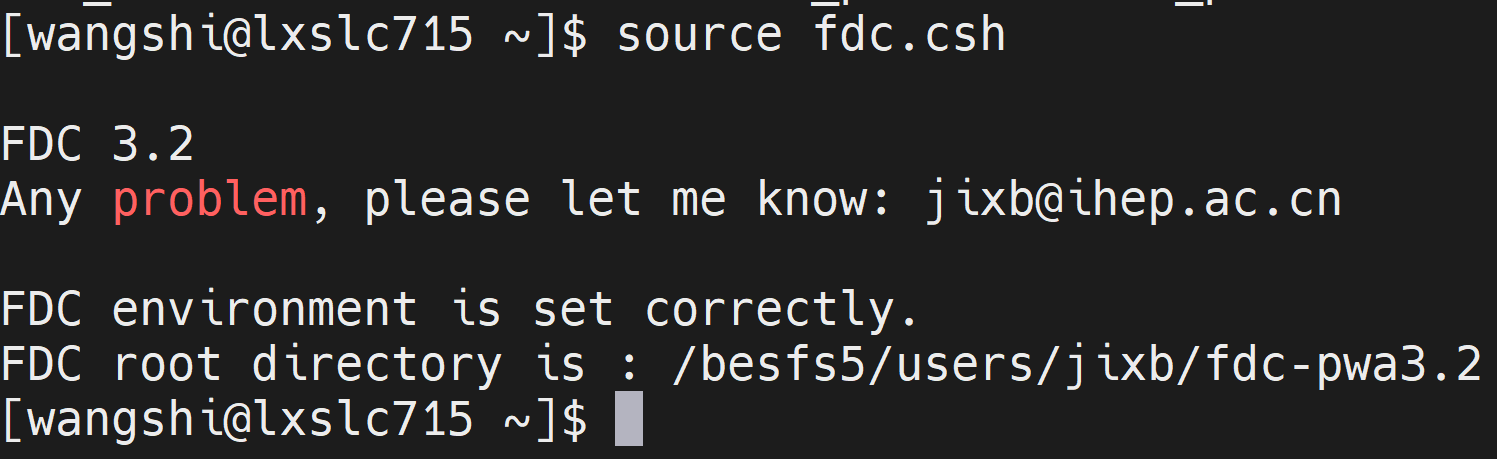 [wangshi@lxslc715 ~]$ source fdc.csh
FDC 3.2
Any problem, please let me know: jixb@ihep.ac.cn
FDC environment is set correctly.
FDC root directory is : /besfs5/users/jixb/fdc-pwa3.2
[wangshi@lxslc715 ~]$